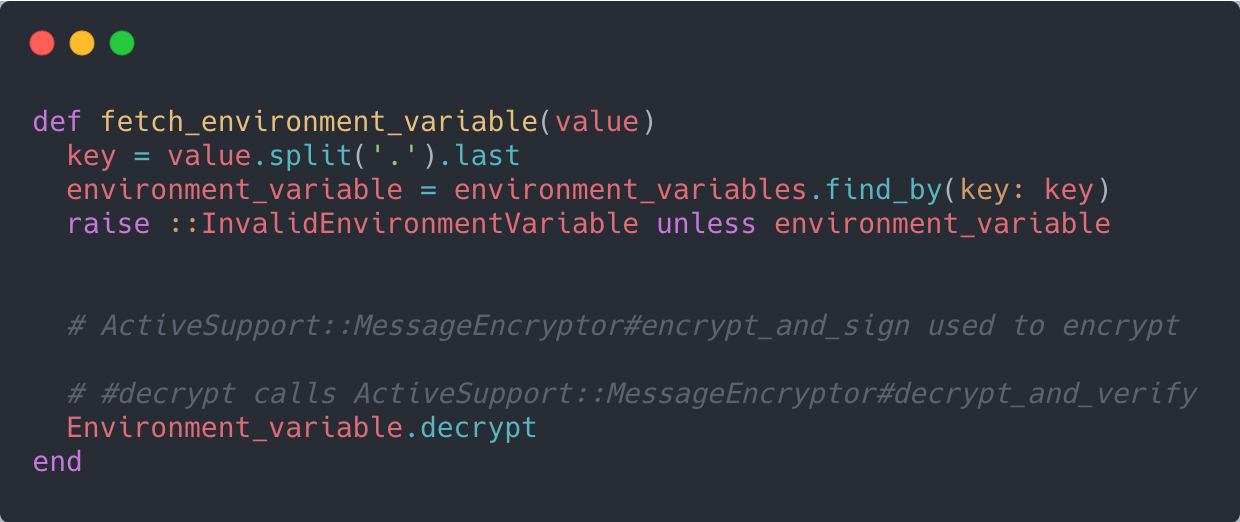 def fetch_environment_variable(value)
  key = value.split('.').last
  environment_variable = environment_variables.find_by(key: key)
  raise ::InvalidEnvironmentVariable unless environment_variable
  # ActiveSupport::MessageEncryptor#encrypt_and_sign used to encrypt
  # #decrypt calls ActiveSupport::MessageEncryptor#decrypt_and_verify
  Environment_variable.decrypt
end